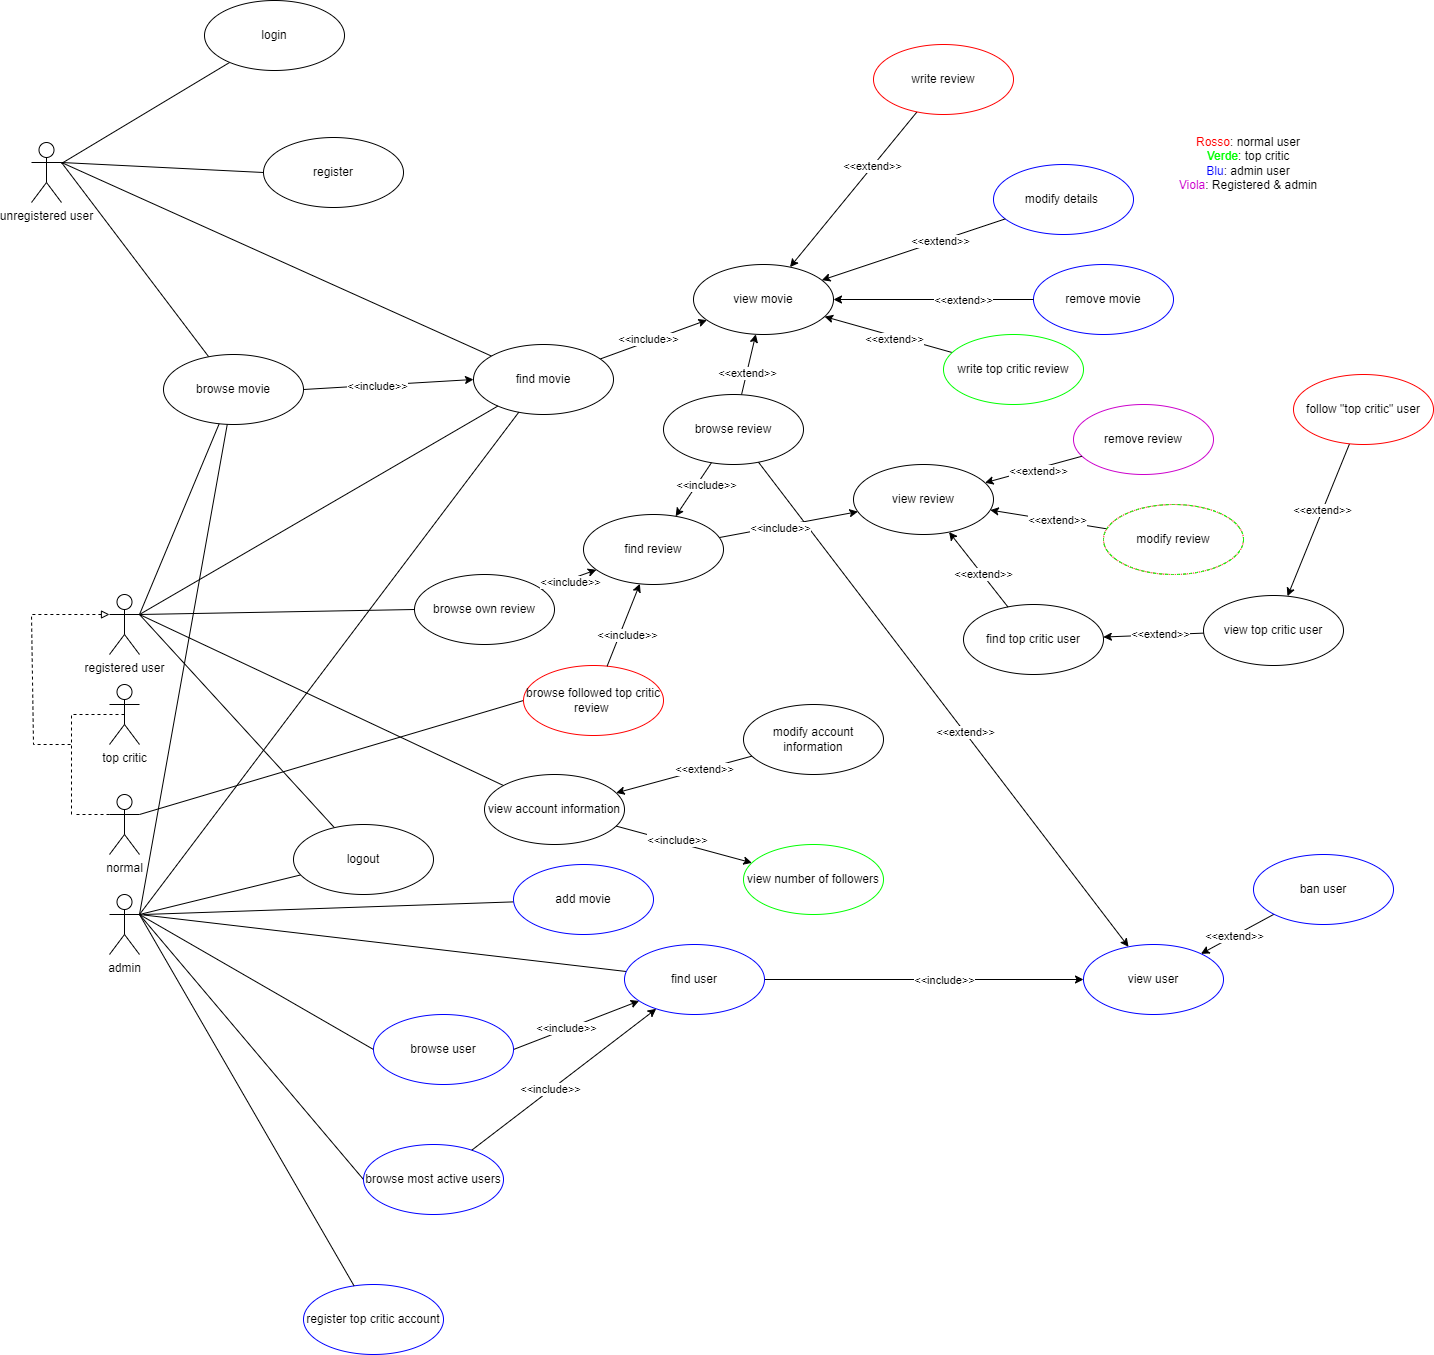 login
write review
Rosso: normal user
Verde: top critic
Blu: admin user
Viola: Registered & admin
<<extend>>
register
modify details
unregistered user
<<extend>>
view movie
<<extend>>
remove movie
<<include>>
<<extend>>
write top critic review
<<extend>>
browse movie
<<include>>
find movie
follow "top critic" user
browse review
remove review
<<extend>>
<<include>>
view review
<<extend>>
<<extend>>
<<include>>
modify review
find review
<<extend>>
<<include>>
browse own review
view top critic user
<<extend>>
find top critic user
<<include>>
registered user
browse followed top critic
review
modify account
information
<<extend>>
top critic
<<extend>>
view account information
<<include>>
logout
normal
view number of followers
ban user
add movie
<<extend>>
admin
find user
<<include>>
view user
<<include>>
browse user
<<include>>
browse most active users
register top critic account